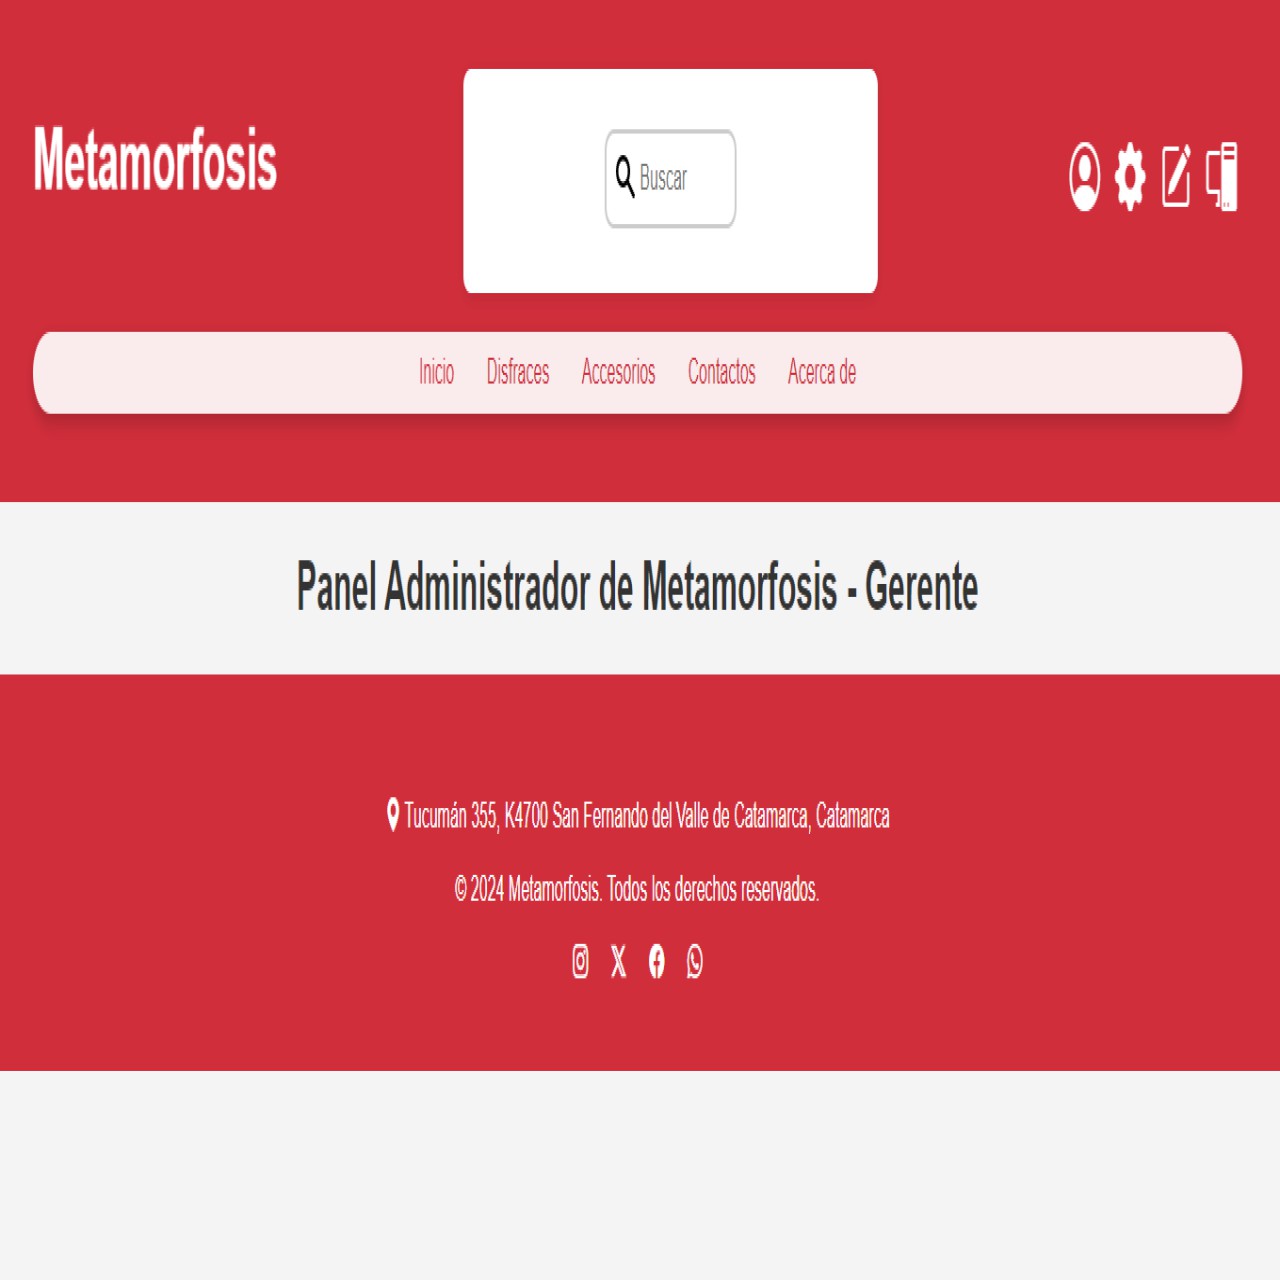 Metamorfosis
Buscar
Inicio Disfraces Accesorios Contactos Acerca de
Panel Administrador de Metamorfosis - Gerente
Tucumán 355, K4700 San Fernando del Valle de Catamarca, Catamarca
© 2024 Metamorfosis. Todos los derechos reservados.